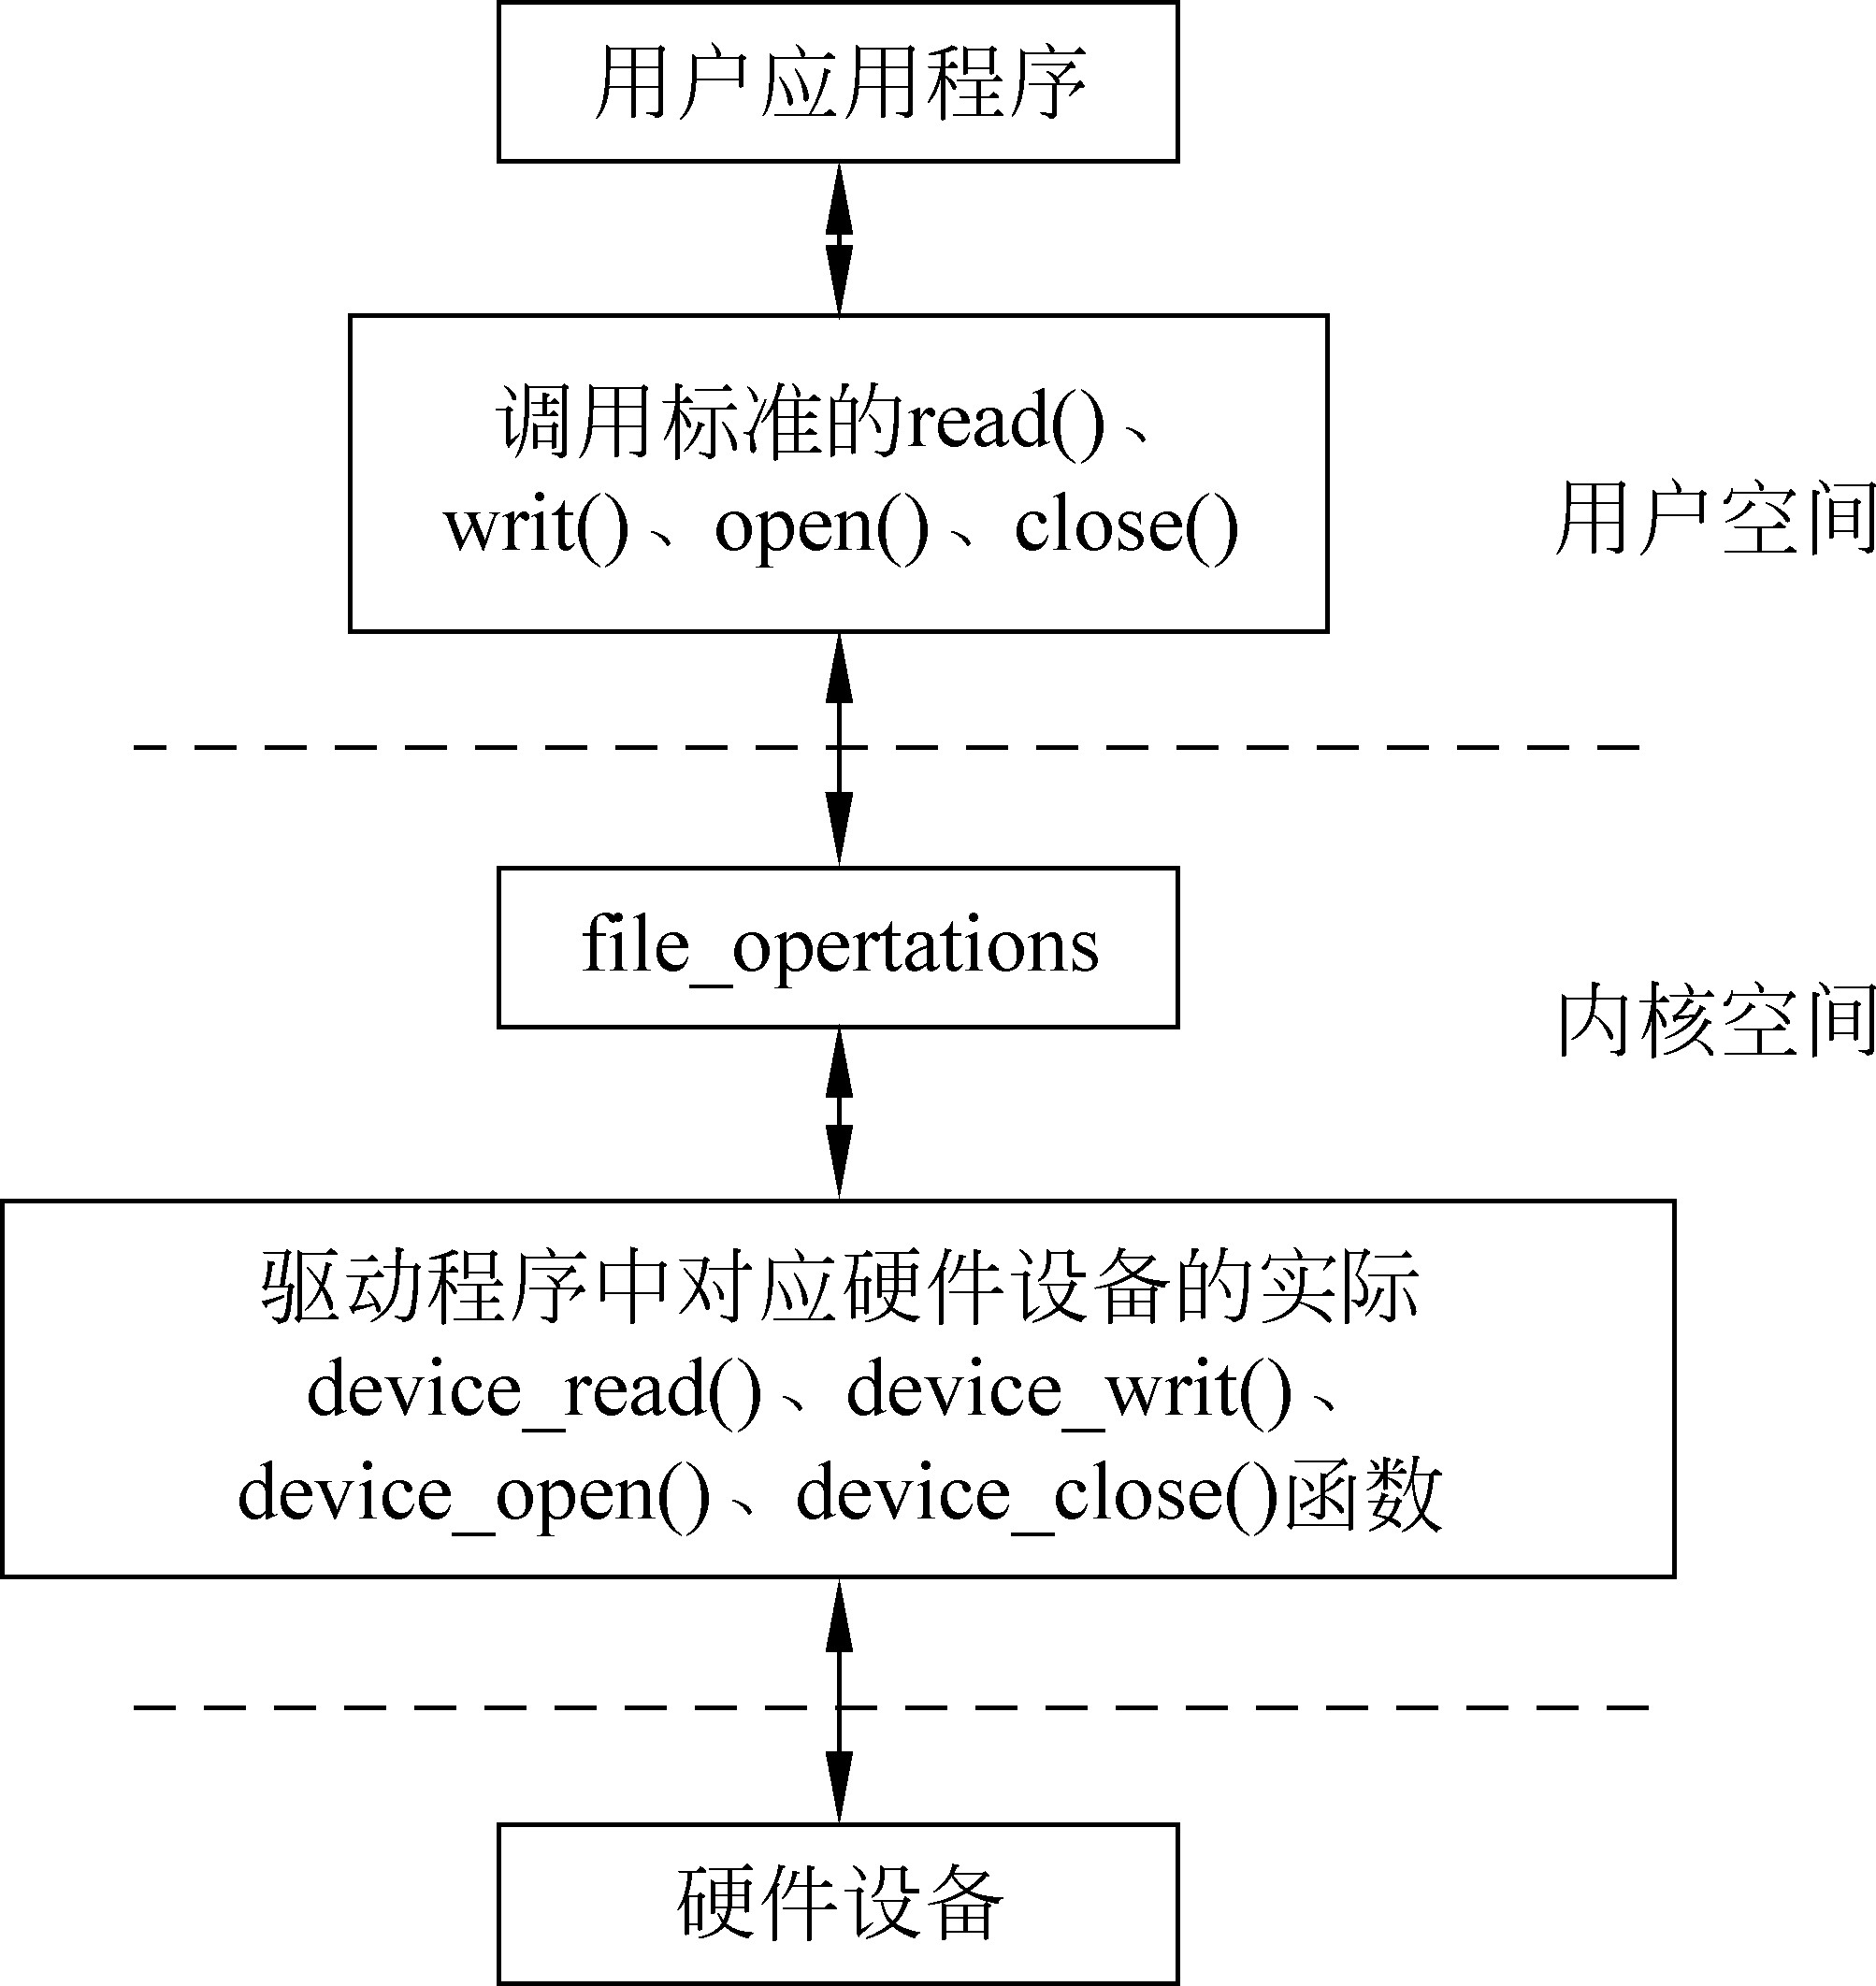 用户应用程序
调用标准的read()、
writ()、open()、close()
用户空间
file_opertations
内核空间
驱动程序中对应硬件设备的实际
device_read()、device_writ()、
device_open()、device_close()函数
硬件设备